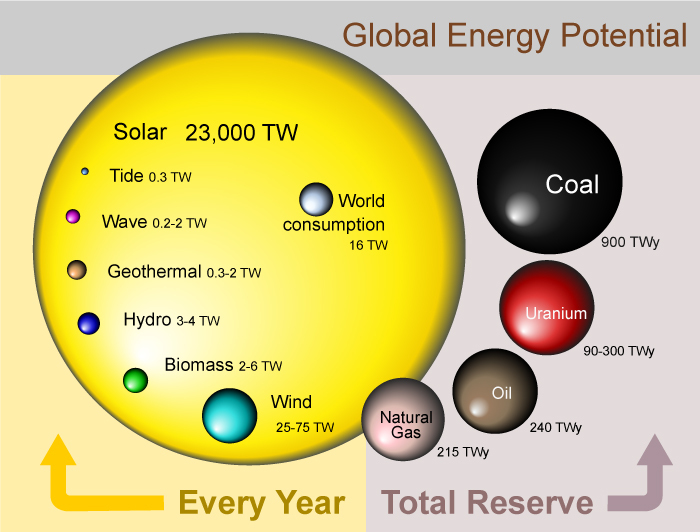 Global Energy Potential
Solar 23,000 TW
Tide 0.3 TW
Wave 0.2-2 TW
Geothermal 0.3-2 TW
Hydro 3-4 TW
Biomass 2-6 TW
Wind
25-75 TW
World
consumption
16 TW
Coal
900 TWy
Uranium
90-300 TWy
Oil
240 TWy
Natural
Gas
215 TWy
Every Year
Total Reserve